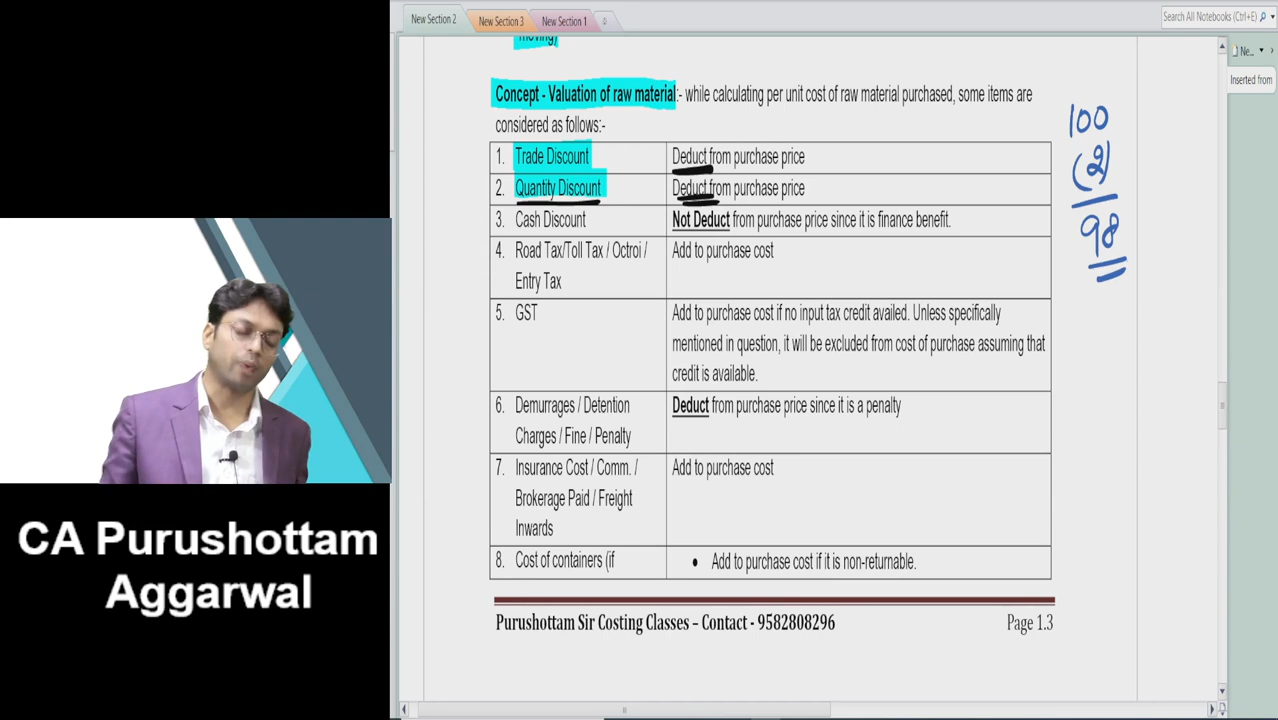 New Section 2
New Section 3
New Section 1
Search All Notebooks (Ctrl+E)
Ne...
Inserted from
moving)
Concept - Valuation of raw material:- while calculating per unit cost of raw material purchased, some items are
considered as follows:-
1. Trade Discount
Deduct from purchase price
2. Quantity Discount
Deduct from purchase price
3. Cash Discount
Not Deduct from purchase price since it is finance benefit.
4. Road Tax/Toll Tax / Octroi /
Entry Tax
Add to purchase cost
5. GST
Add to purchase cost if no input tax credit availed. Unless specifically
mentioned in question, it will be excluded from cost of purchase assuming that
credit is available.
6. Demurrages / Detention
Charges / Fine / Penalty
Deduct from purchase price since it is a penalty
7. Insurance Cost / Comm. /
Brokerage Paid / Freight
Inwards
Add to purchase cost
8. Cost of containers (if
• Add to purchase cost if it is non-returnable.
Purushottam Sir Costing Classes – Contact - 9582808296
Page 1.3
100
(2)
98
CA Purushottam
Aggarwal